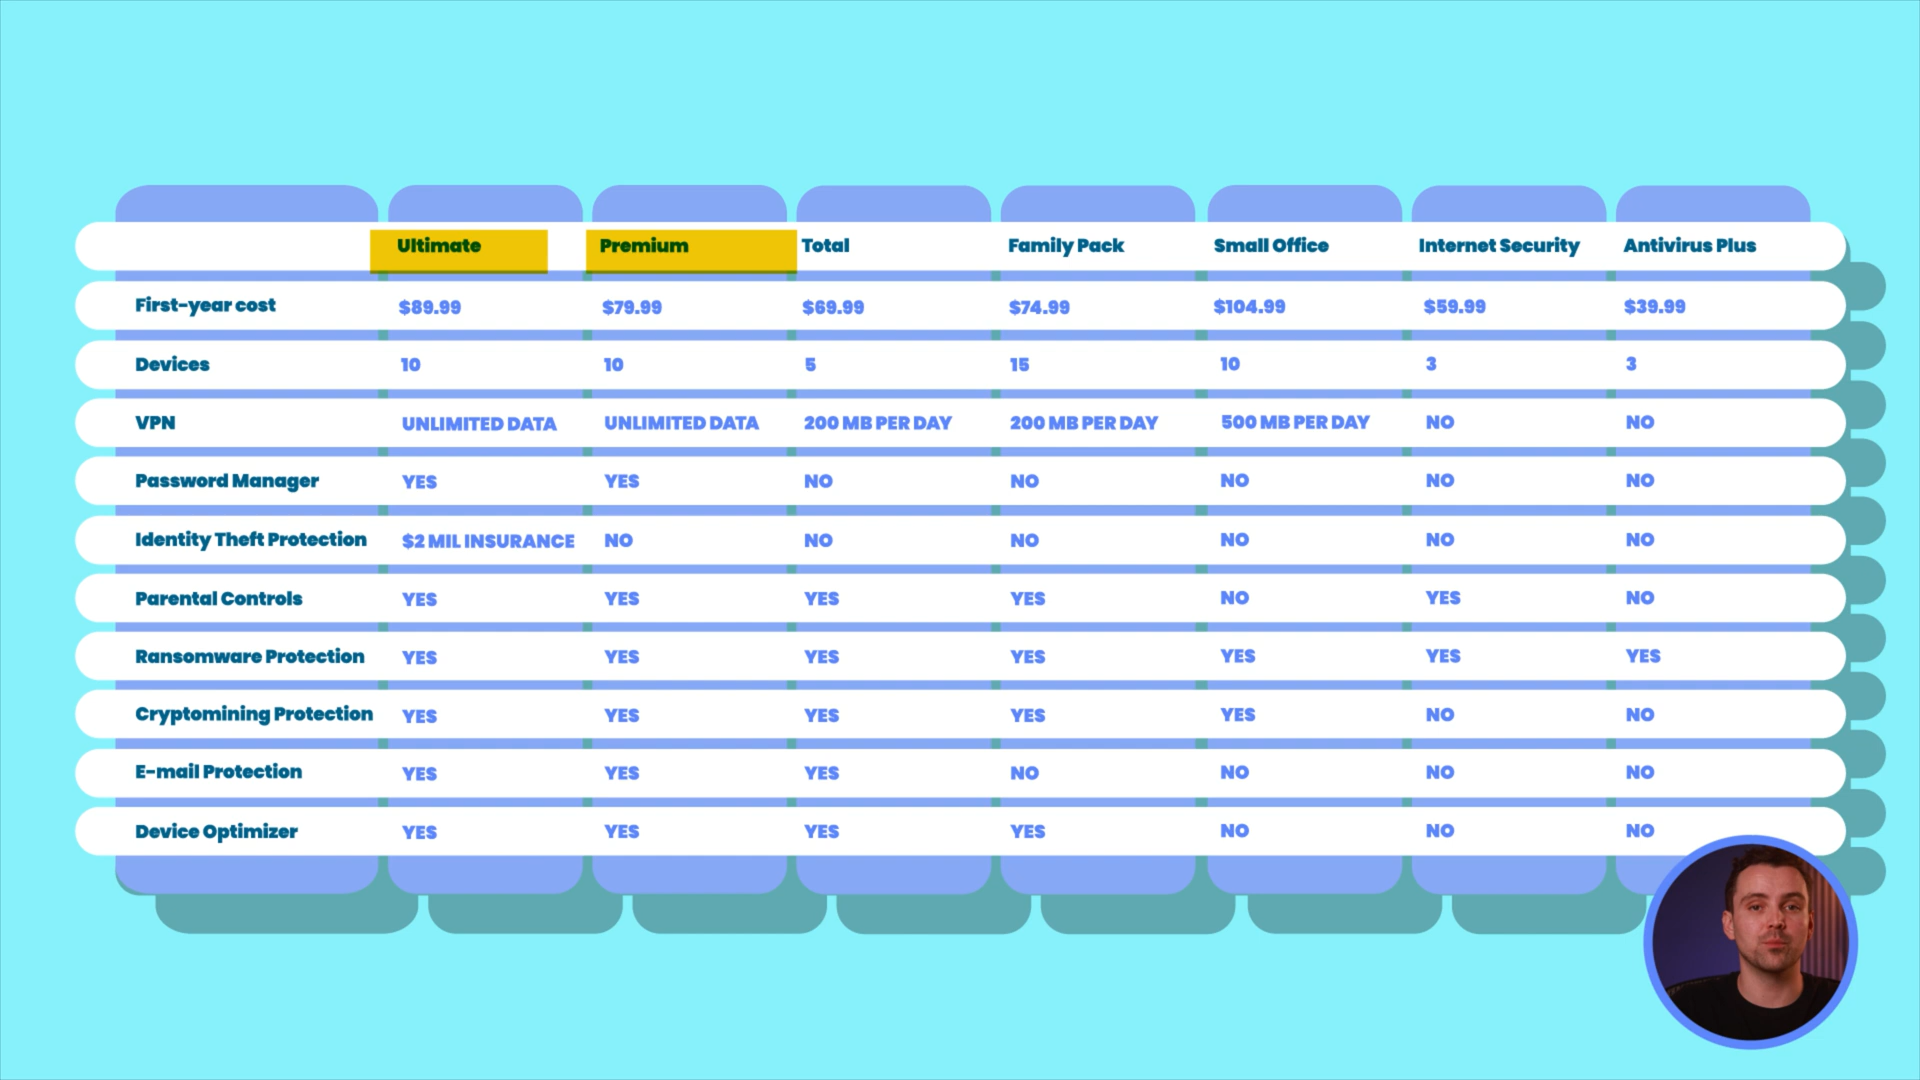 Ultimate Premium Total Family Pack Small Office Internet Security Antivirus Plus
First-year cost $89.99 $79.99 $69.99 $74.99 $104.99 $59.99 $39.99
Devices 10 10 5 15 10 3 3
VPN UNLIMITED DATA UNLIMITED DATA 200 MB PER DAY 200 MB PER DAY 500 MB PER DAY NO NO
Password Manager YES YES NO NO NO NO NO
Identity Theft Protection $2 MIL INSURANCE NO NO NO NO NO NO
Parental Controls YES YES YES YES NO YES NO
Ransomware Protection YES YES YES YES YES YES YES
Cryptomining Protection YES YES YES YES YES NO NO
E-mail Protection YES YES YES NO NO NO NO
Device Optimizer YES YES YES YES NO NO NO